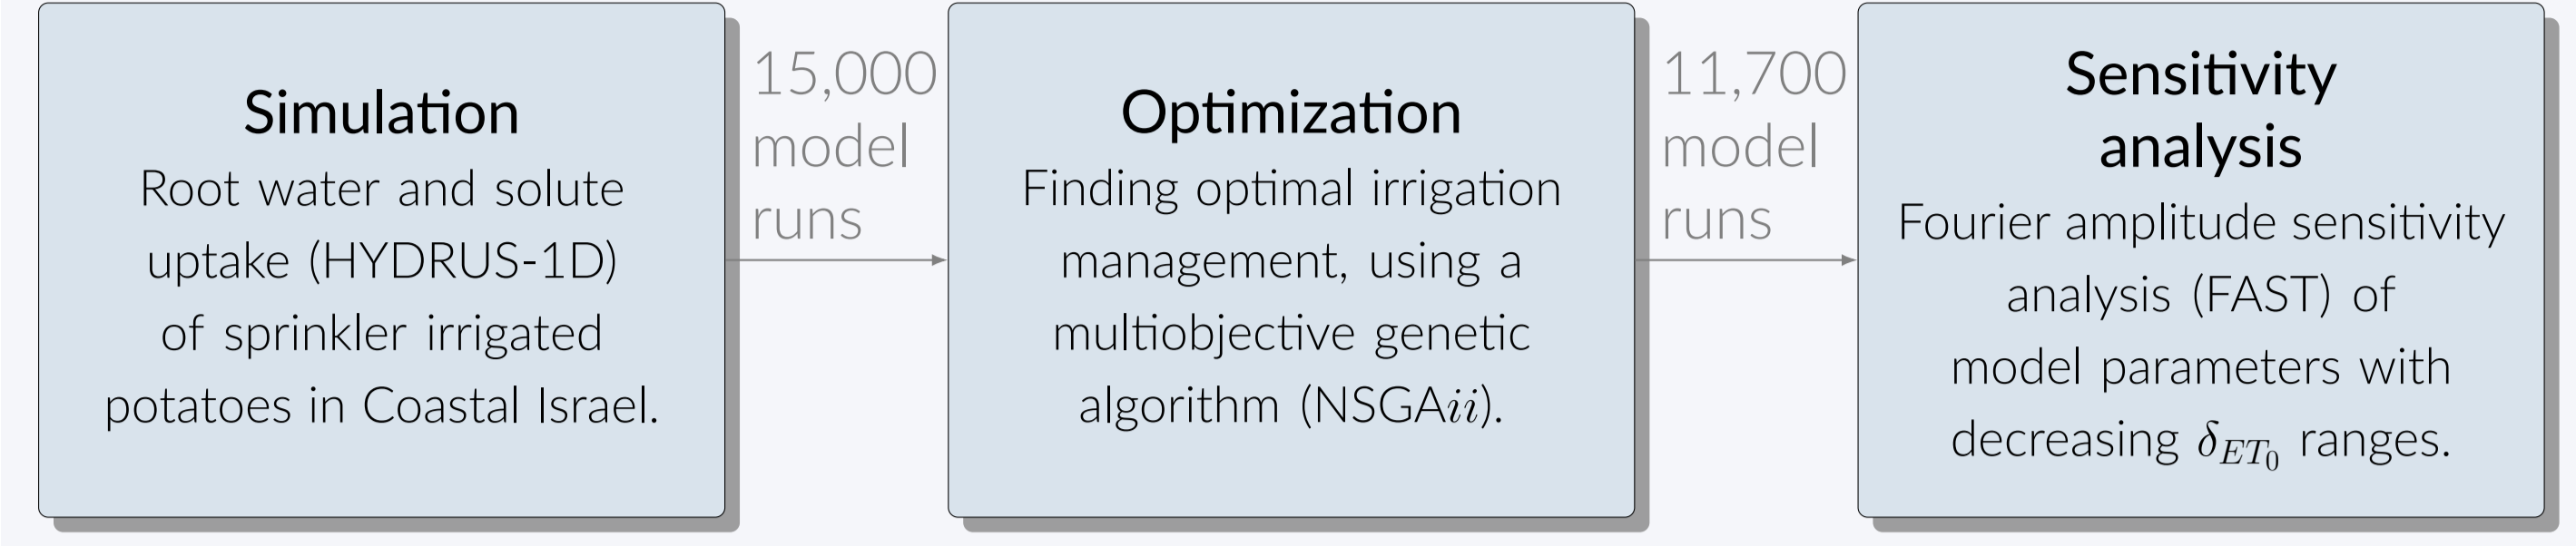 Simulation
Root water and solute
uptake (HYDRUS-1D)
of sprinkler irrigated
potatoes in Coastal Israel.
15,000
model
runs
Optimization
Finding optimal irrigation
management, using a
multiobjective genetic
algorithm (NSGAii).
11,700
model
runs
Sensitivity
analysis
Fourier amplitude sensitivity
analysis (FAST) of
model parameters with
decreasing δ_{ET_0} ranges.